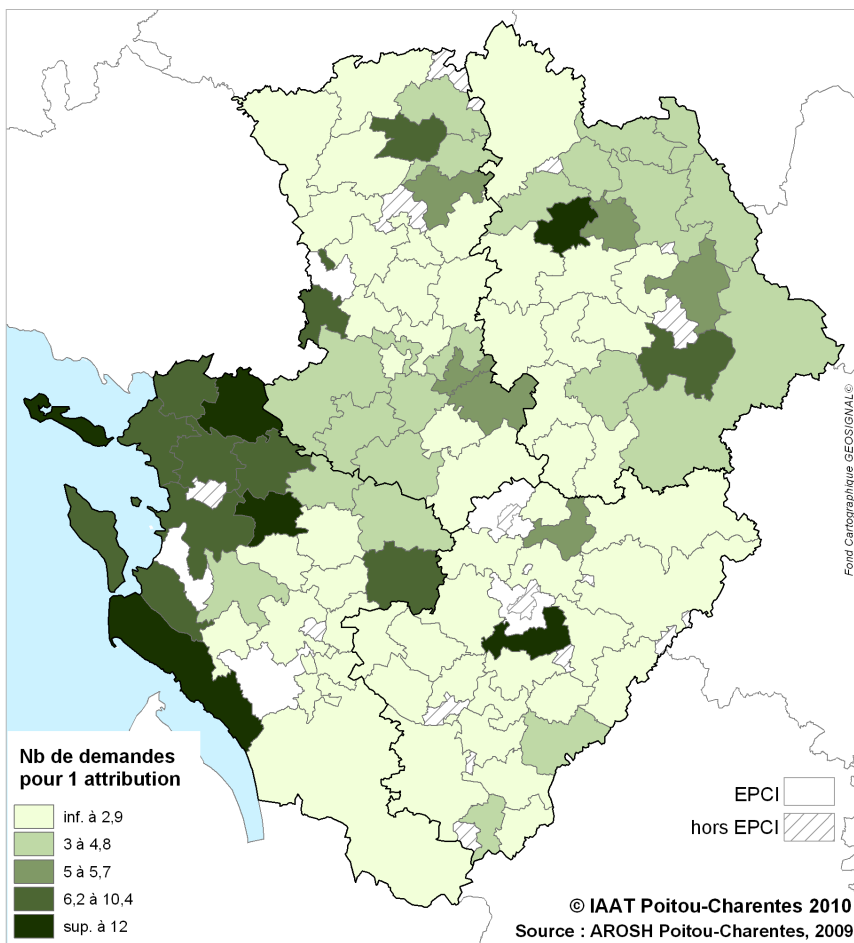 Fond Cartographique GEOSIGNAL©
Nb de demandes
pour 1 attribution
inf. à 2,9
3 à 4,8
5 à 5,7
6,2 à 10,4
sup. à 12
EPCI
hors EPCI
© IAAT Poitou-Charentes 2010
Source : AROSH Poitou-Charentes, 2009